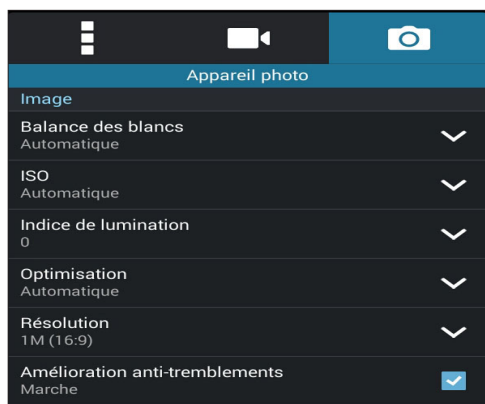 Appareil photo
Image
Balance des blancs
Automatique
ISO
Automatique
Indice de lumination
0
Optimisation
Automatique
Résolution
1M (16:9)
Amélioration anti-tremblements
Marche